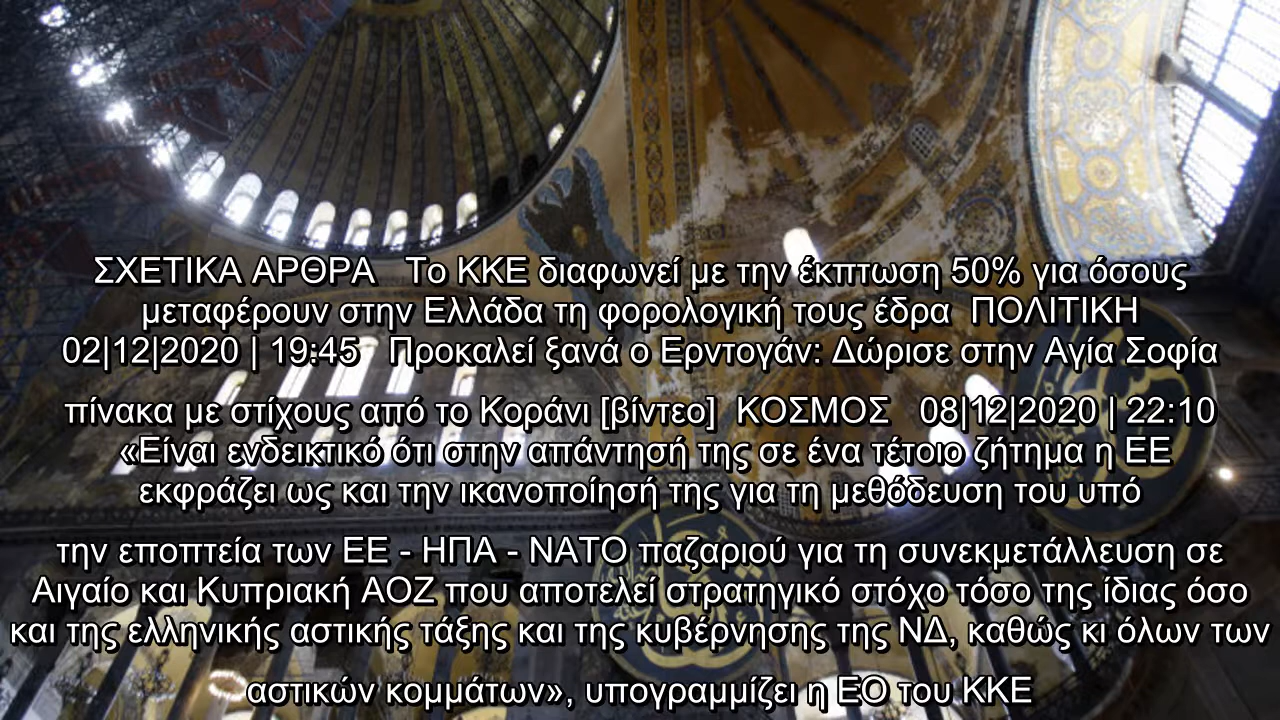 ΣΧΕΤΙΚΑ ΑΡΘΡΑ Το ΚΚΕ διαφωνεί με την έκπτωση 50% για όσους
μεταφέρουν στην Ελλάδα τη φορολογική τους έδρα ΠΟΛΙΤΙΚΗ
02|12|2020 | 19:45 Προκαλεί ξανά ο Ερντογάν: Δώρισε στην Αγία Σοφία
πίνακα με στίχους από το Κοράνι [βίντεο] ΚΟΣΜΟΣ 08|12|2020 | 22:10
«Είναι ενδεικτικό ότι στην απάντησή της σε ένα τέτοιο ζήτημα η ΕΕ
εκφράζει ως και την ικανοποίησή της για τη μεθόδευση του υπό
την εποπτεία των ΕΕ - ΗΠΑ - ΝΑΤΟ παζαριού για τη συνεκμετάλλευση σε
Αιγαίο και Κυπριακή ΑΟΖ που αποτελεί στρατηγικό στόχο τόσο της ίδιας όσο
και της ελληνικής αστικής τάξης και της κυβέρνησης της ΝΔ, καθώς κι όλων των
αστικών κομμάτων», υπογραμμίζει η ΕΟ του ΚΚΕ